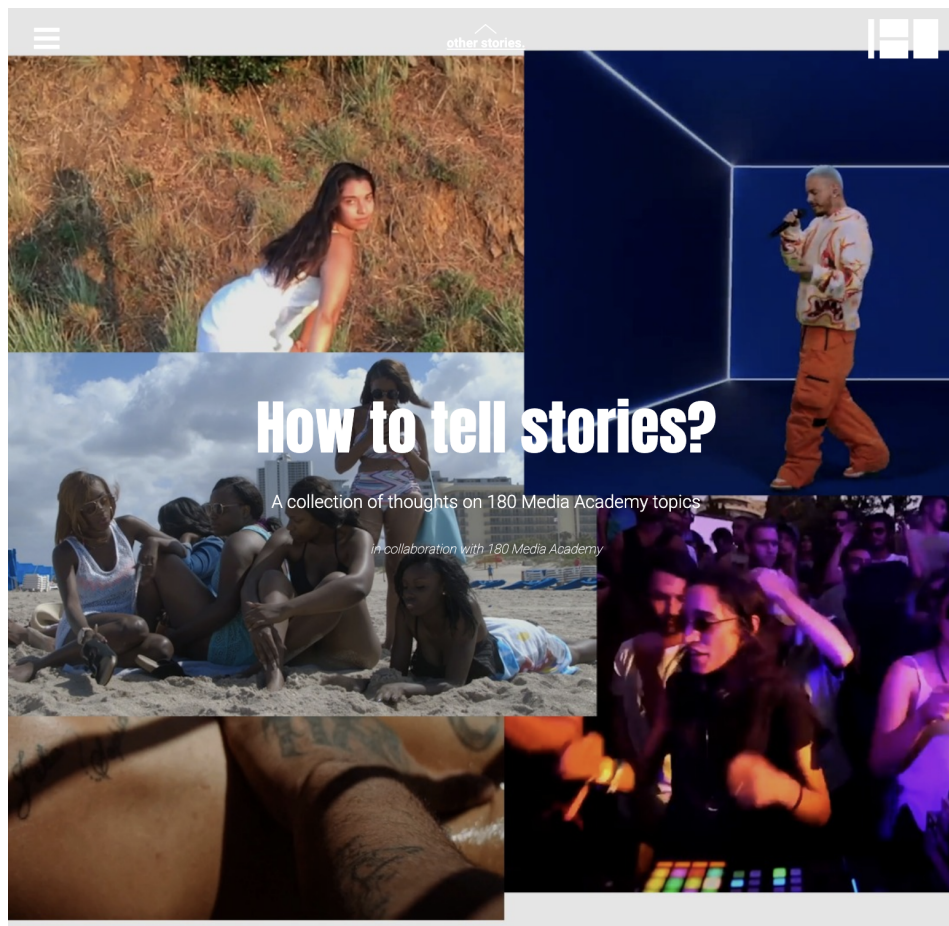 other stories.
How to tell stories?
A collection of thoughts on 180 Media Academy topics
in collaboration with 180 Media Academy